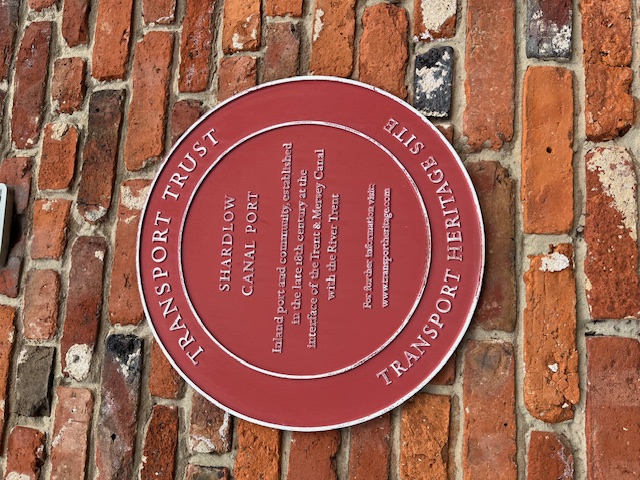 TRANSPORT TRUST
SHARDLOW
CANAL PORT
Inland port and community, established
in the late 18th century at the
interface of the Trent & Mersey Canal
with the River Trent
For further information visit:
www.transportheritage.com
TRANSPORT HERITAGE SITE